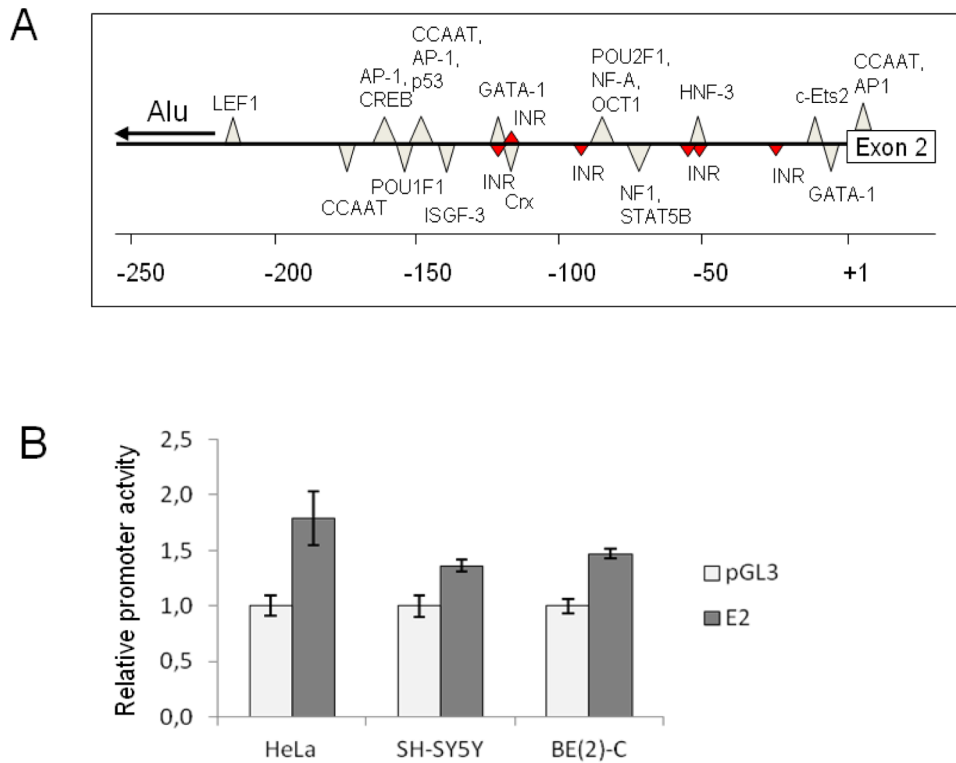 A
CCAAT,
AP-1,
p53
AP-1,
CREB
POU2F1,
NF-A,
OCT1
CCAAT,
AP1
LEF1
GATA-1
INR
HNF-3
c-Ets2
Alu
Exon 2
CCAAT
POU1F1
ISGF-3
INR
Crx
INR
NF1,
STAT5B
INR
INR
GATA-1
-250 -200 -150 -100 -50 +1
B
Relative promoter actvity
2,5
2,0
1,5
1,0
0,5
0,0
HeLa SH-SY5Y BE(2)-C
pGL3
E2